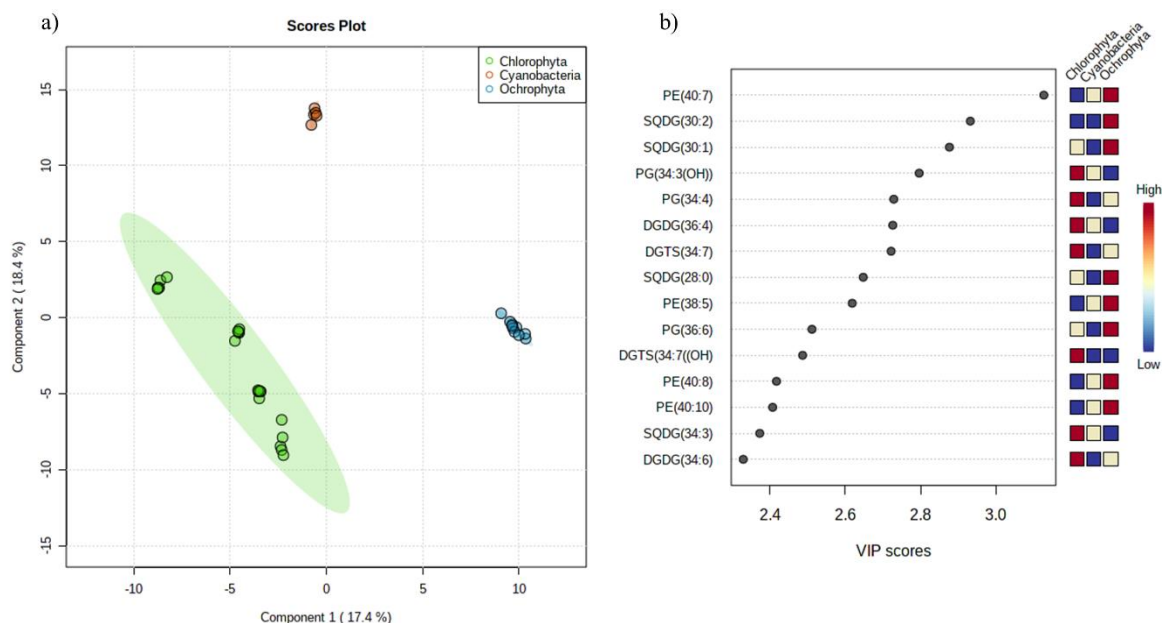 a)
Scores Plot
Chlorophyta
Cyanobacteria
Ochrophyta
Component 2 ( 18.4 %)
15
10
5
0
-5
-10
-15
-10
-5
0
5
10
Component 1 ( 17.4 %)
b)
Chlorophyta
Cyanobacteria
Ochrophyta
PE(40:7)
SQDG(30:2)
SQDG(30:1)
PG(34:3(OH))
PG(34:4)
DGDG(36:4)
DGTS(34:7)
SQDG(28:0)
PE(38:5)
PG(36:6)
DGTS(34:7((OH)
PE(40:8)
PE(40:10)
SQDG(34:3)
DGDG(34:6)
2.4
2.6
2.8
3.0
VIP scores
High
Low